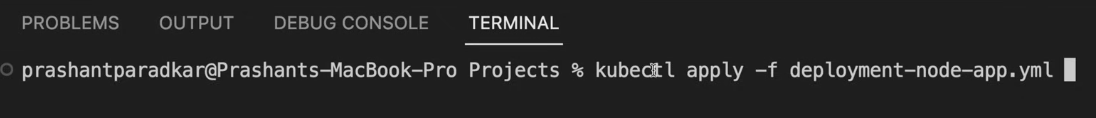 PROBLEMS OUTPUT DEBUG CONSOLE TERMINAL
prashantparadkar@Prashants-MacBook-Pro Projects % kubectl apply -f deployment-node-app.yml